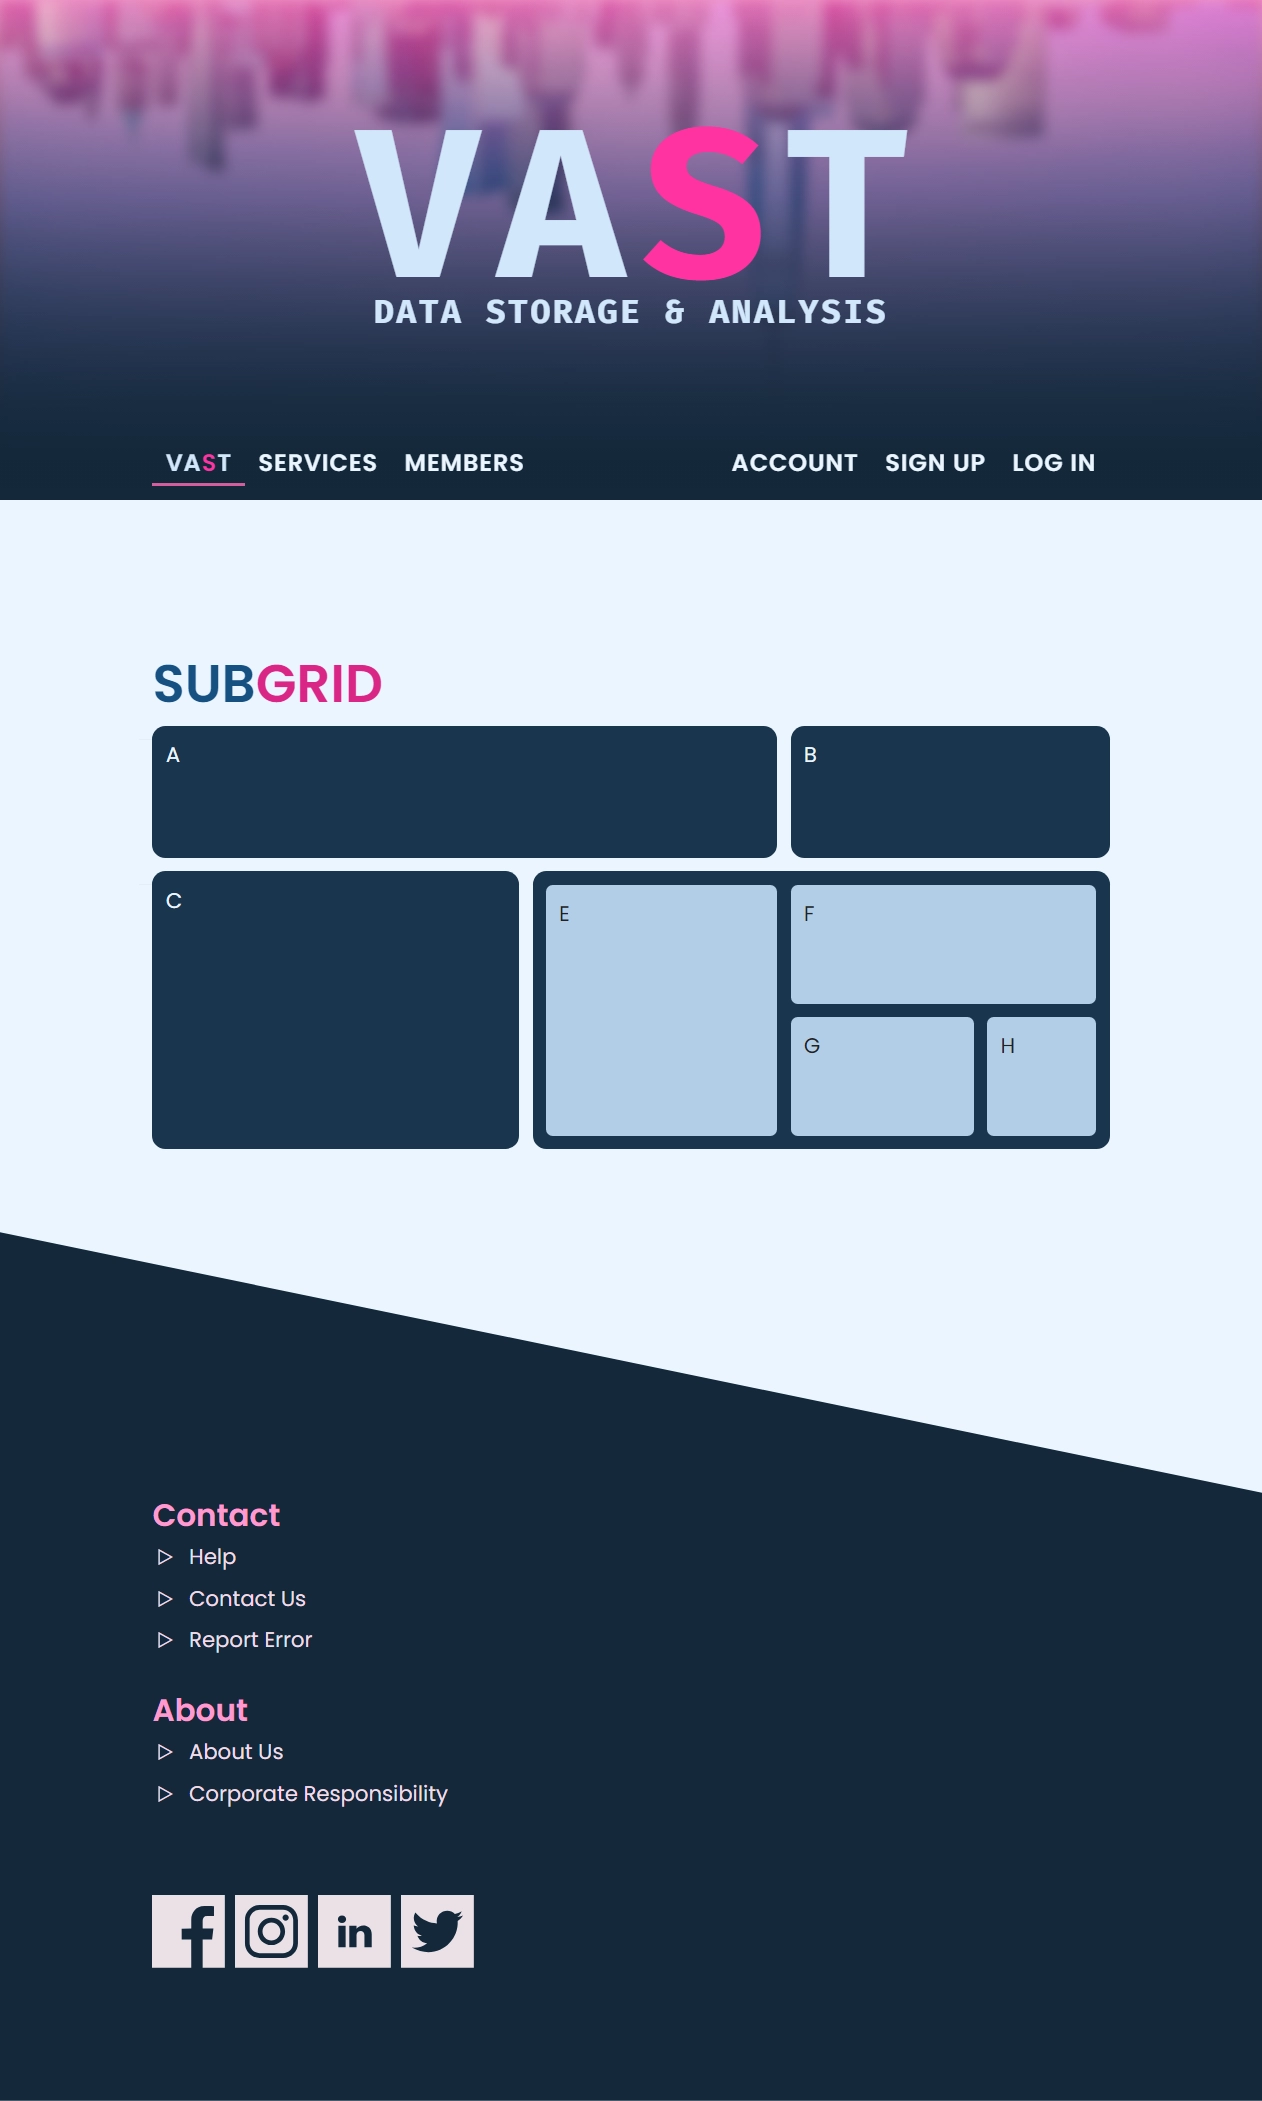 VAST
DATA STORAGE & ANALYSIS
VAST SERVICES MEMBERS ACCOUNT SIGN UP LOG IN
SUBGRID
A B
C E F
G H
Contact
Help
Contact Us
Report Error
About
About Us
Corporate Responsibility